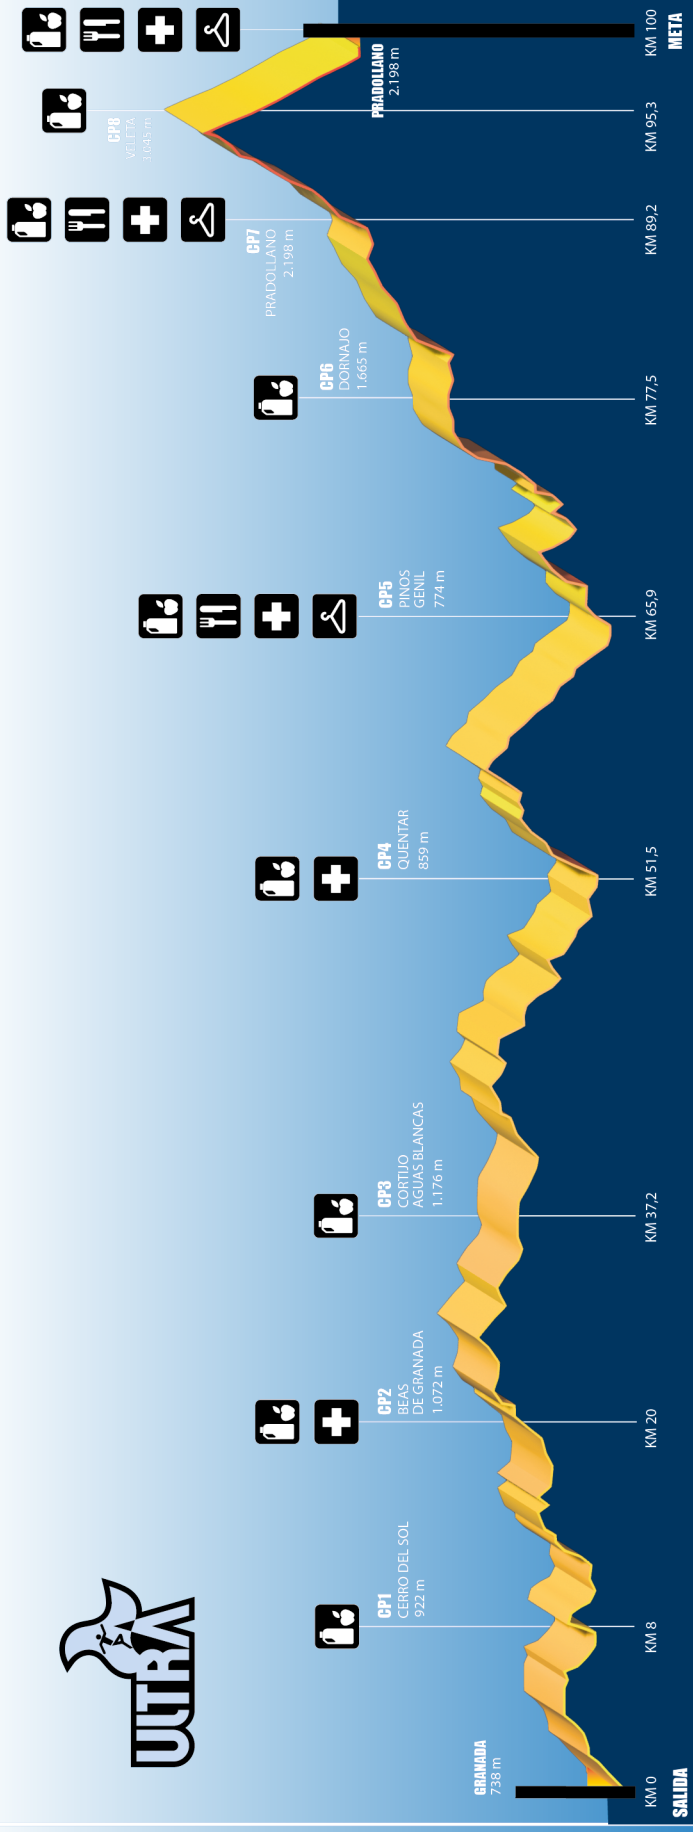 ULTRA
GRANADA
738 m
KM 0
SALIDA
CP1
CERRO DEL SOL
922 m
KM 8
CP2
BEAS
DE GRANADA
1.072 m
KM 20
CP3
CORTIJO
AGUAS BLANCAS
1.176 m
KM 37,2
CP4
QUENTAR
859 m
KM 51,5
CP5
PINOS
GENIL
774 m
KM 65,9
CP6
DORNAJO
1.665 m
KM 77,5
CP7
PRADOLLANO
2.198 m
KM 89,2
CP8
VELETA
KM 95,3
PRADOLLANO
2.198 m
KM 100
META